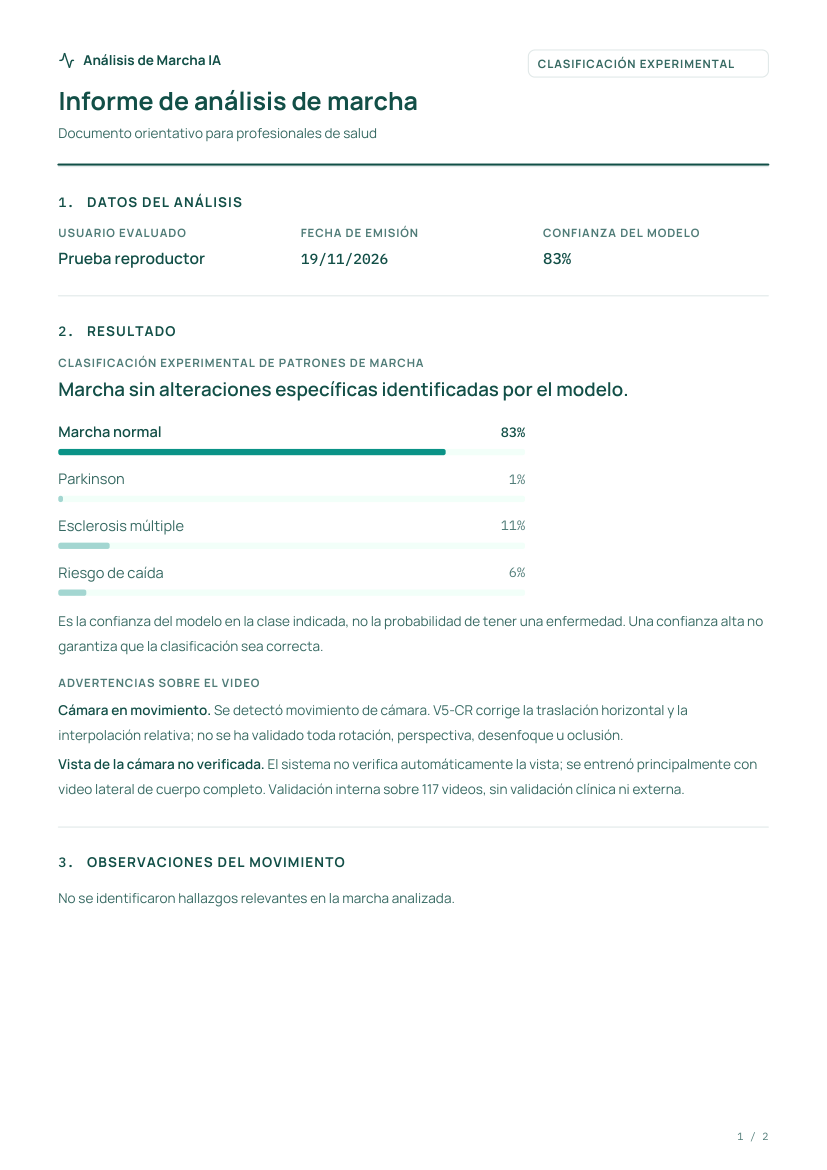 Análisis de Marcha IA
CLASIFICACIÓN EXPERIMENTAL
Informe de análisis de marcha
Documento orientativo para profesionales de salud
1. DATOS DEL ANÁLISIS
USUARIO EVALUADO
Prueba reproductor
FECHA DE EMISIÓN
19/11/2026
CONFIANZA DEL MODELO
83%
2. RESULTADO
CLASIFICACIÓN EXPERIMENTAL DE PATRONES DE MARCHA
Marcha sin alteraciones específicas identificadas por el modelo.
Marcha normal 83%
Parkinson 1%
Esclerosis múltiple 11%
Riesgo de caída 6%
Es la confianza del modelo en la clase indicada, no la probabilidad de tener una enfermedad. Una confianza alta no
garantiza que la clasificación sea correcta.
ADVERTENCIAS SOBRE EL VIDEO
Cámara en movimiento. Se detectó movimiento de cámara. V5-CR corrige la traslación horizontal y la
interpolación relativa; no se ha validado toda rotación, perspectiva, desenfoque u oclusión.
Vista de la cámara no verificada. El sistema no verifica automáticamente la vista; se entrenó principalmente con
video lateral de cuerpo completo. Validación interna sobre 117 videos, sin validación clínica ni externa.
3. OBSERVACIONES DEL MOVIMIENTO
No se identificaron hallazgos relevantes en la marcha analizada.
1 / 2